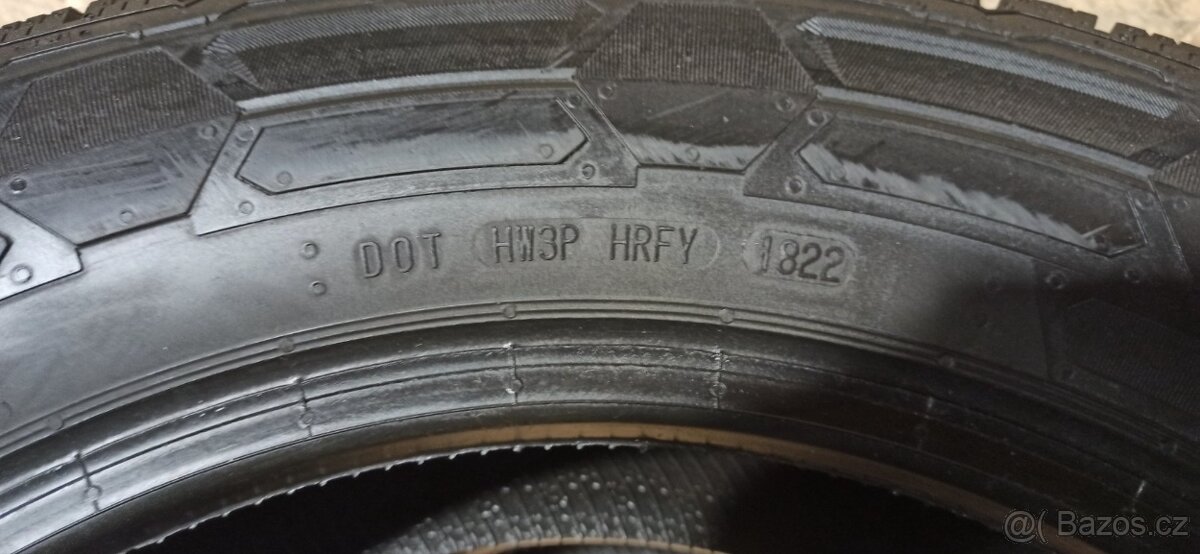 DOT HW3P HRFY 1822
@( Bazos.cz